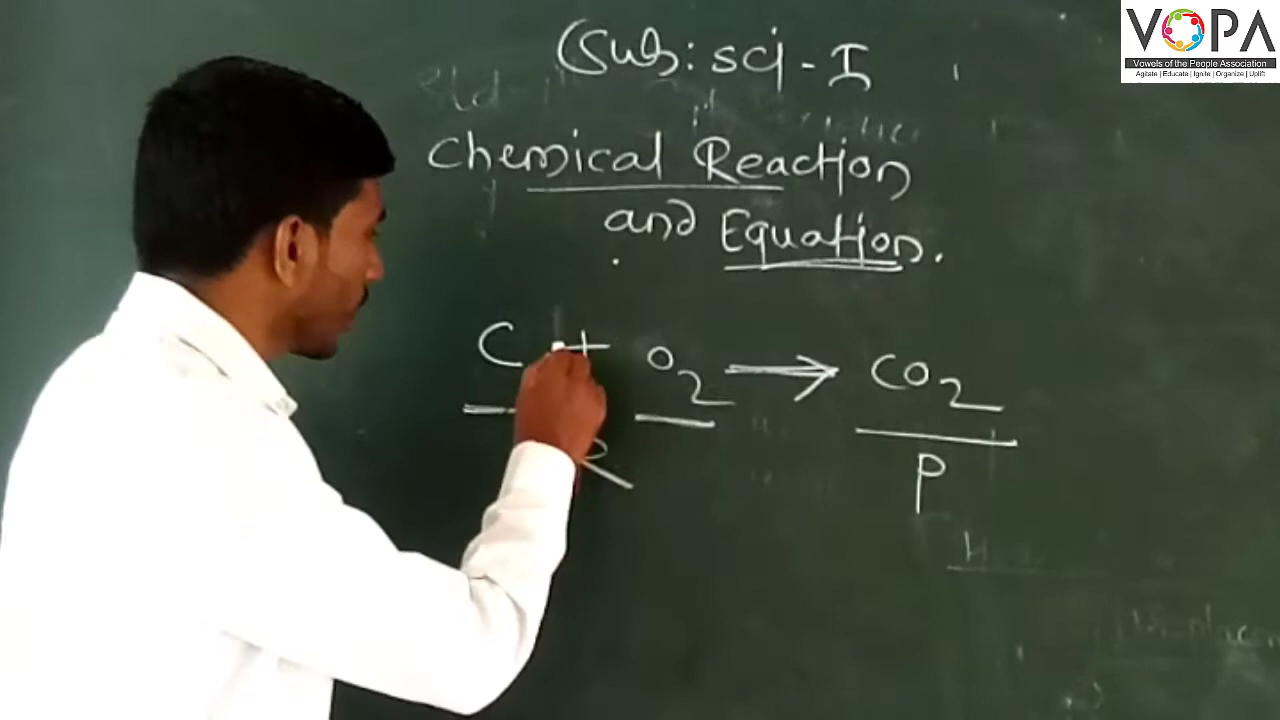 VOPA
Vowels of the People Association
Agitate | Educate | Ignite | Organize | Uplift
(Sub: sci - I
Chemical Reaction
and Equation.
C + O2 → CO2
R P